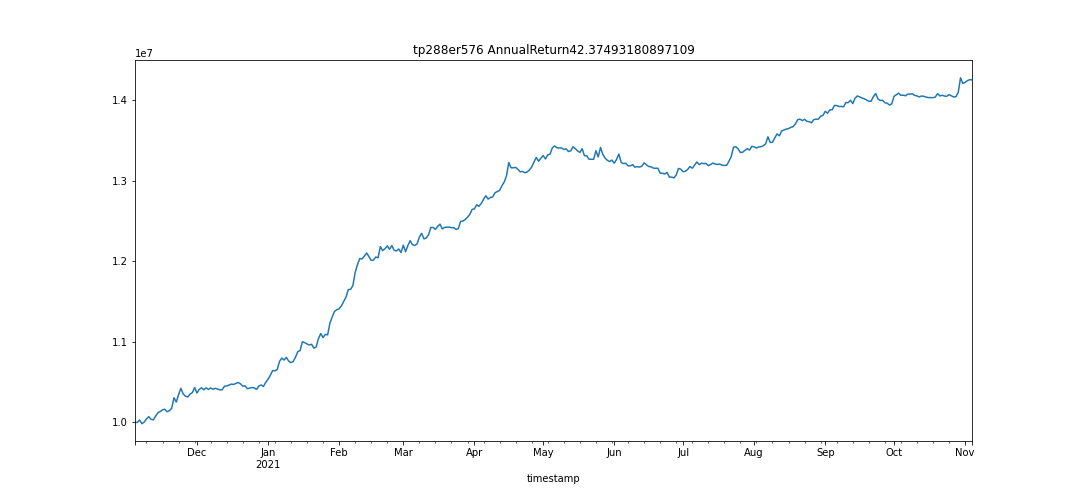 tp288er576 AnnualReturn42.37493180897109
1e7
1.4
1.3
1.2
1.1
1.0
Dec Jan Feb Mar Apr May Jun Jul Aug Sep Oct Nov
2021
timestamp